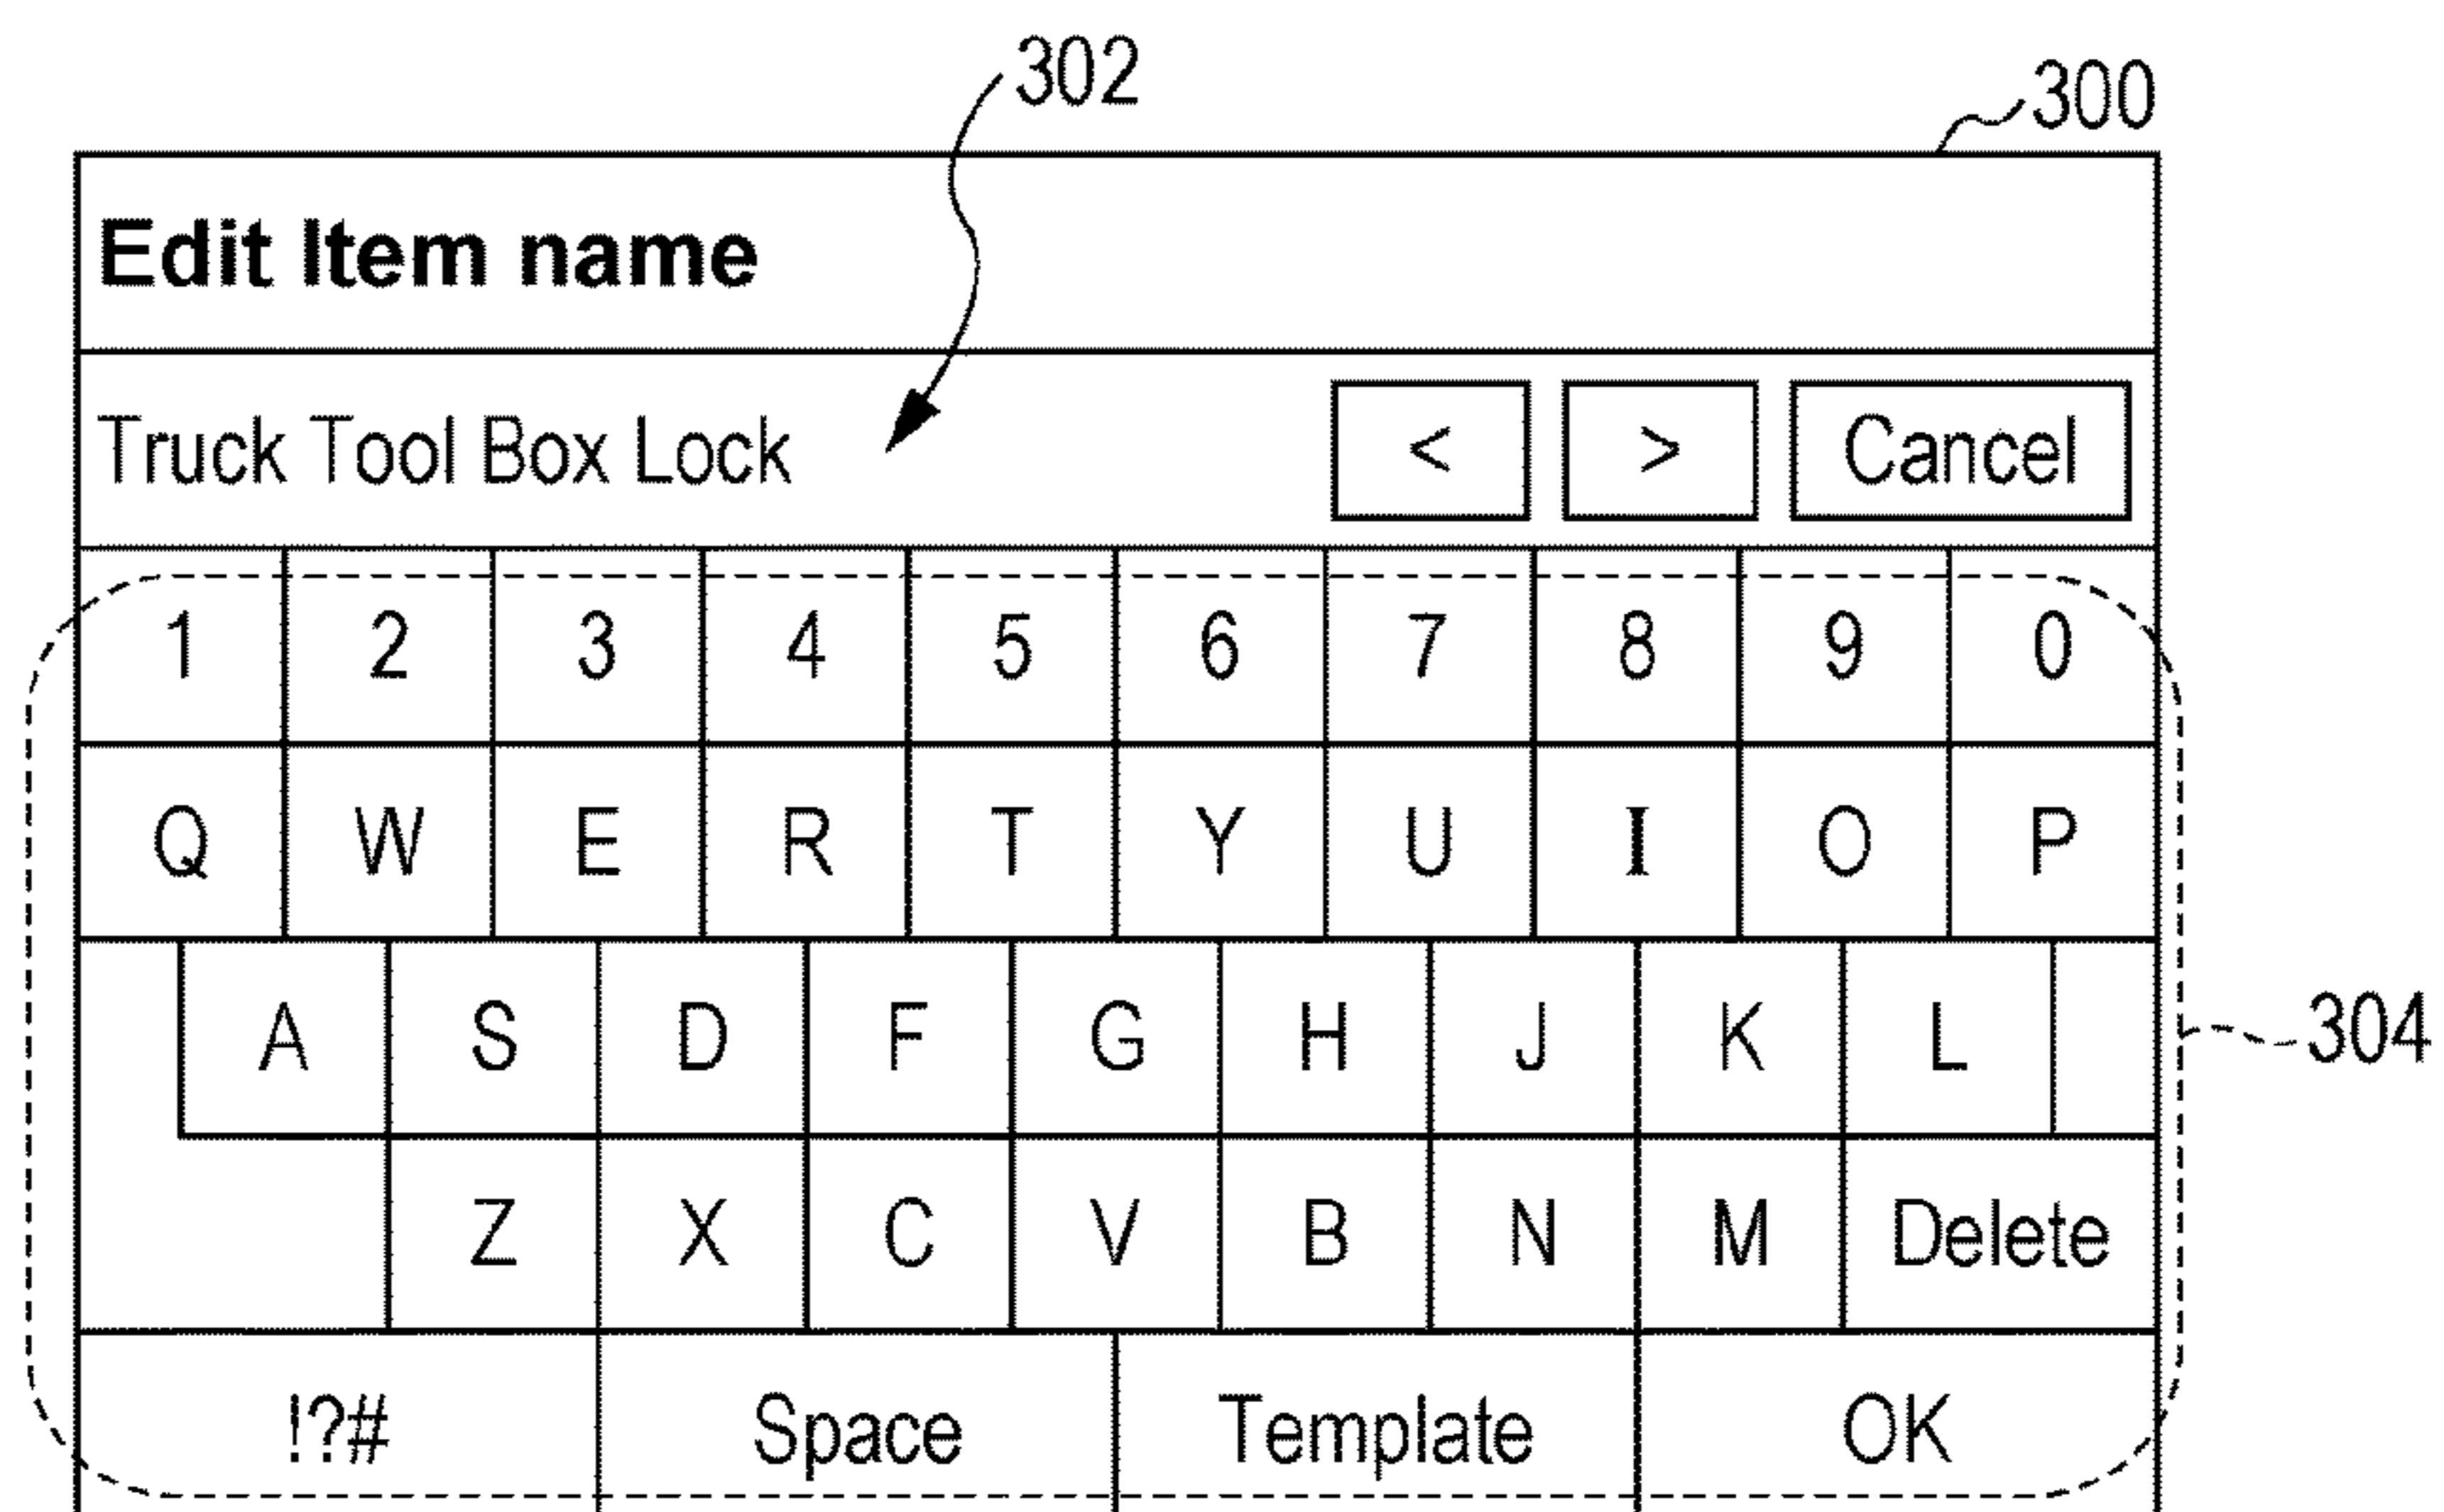 302
300
Edit Item name
Truck Tool Box Lock < > Cancel
1 2 3 4 5 6 7 8 9 0
Q W E R T Y U I O P
A S D F G H J K L
304
Z X C V B N M Delete
!?# Space Template OK